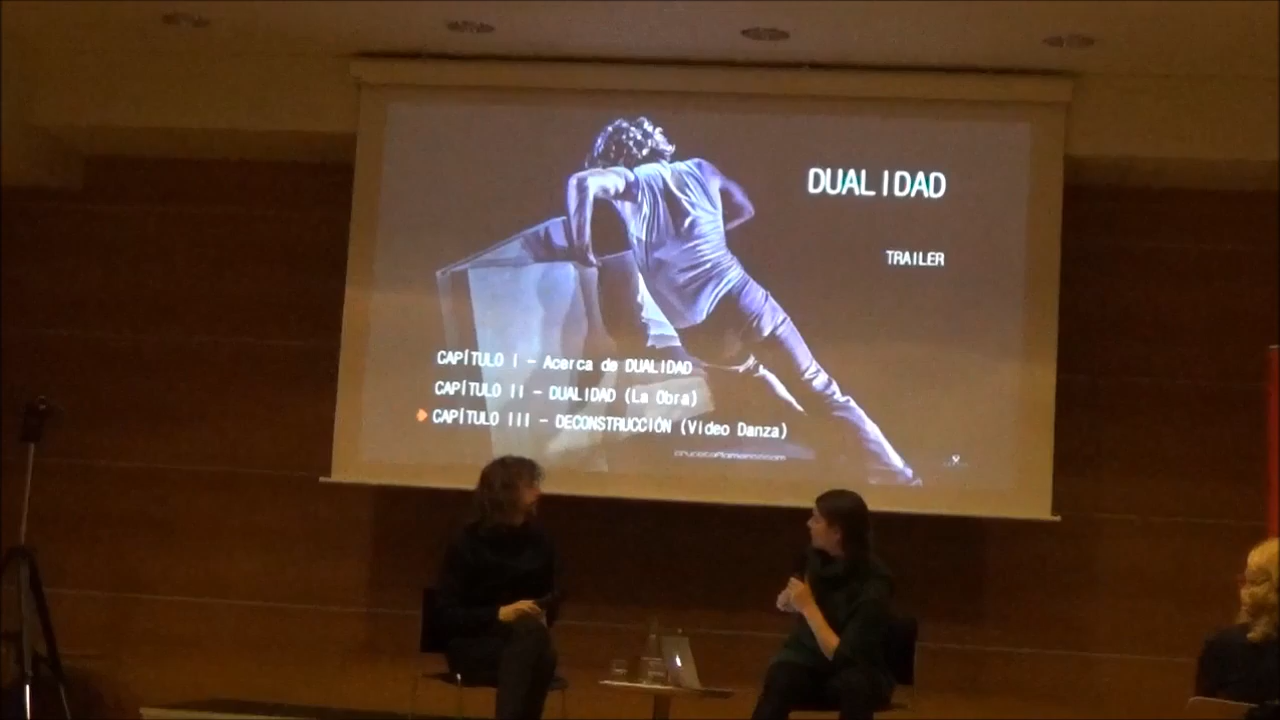 DUALIDAD
TRAILER
CAPÍTULO I - Acerca de DUALIDAD
CAPÍTULO II - DUALIDAD (La Obra)
CAPÍTULO III - DECONSTRUCCIÓN (Video Danza)